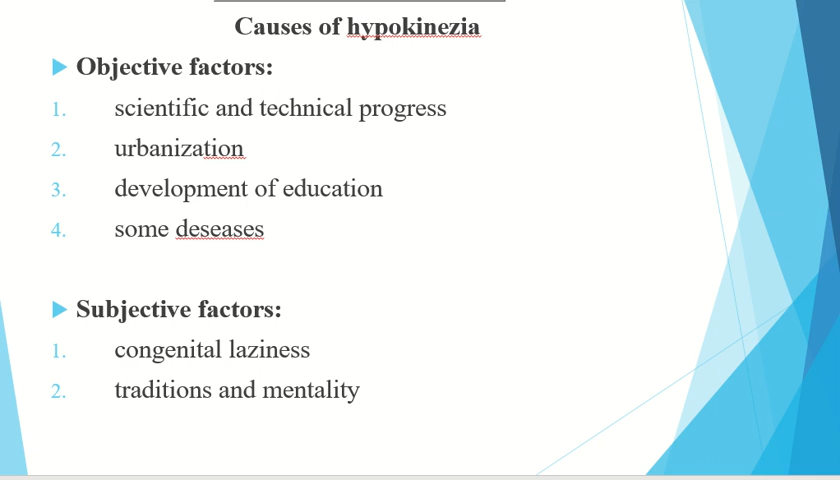 Causes of hypokinezia
Objective factors:
1. scientific and technical progress
2. urbanization
3. development of education
4. some deseases
Subjective factors:
1. congenital laziness
2. traditions and mentality